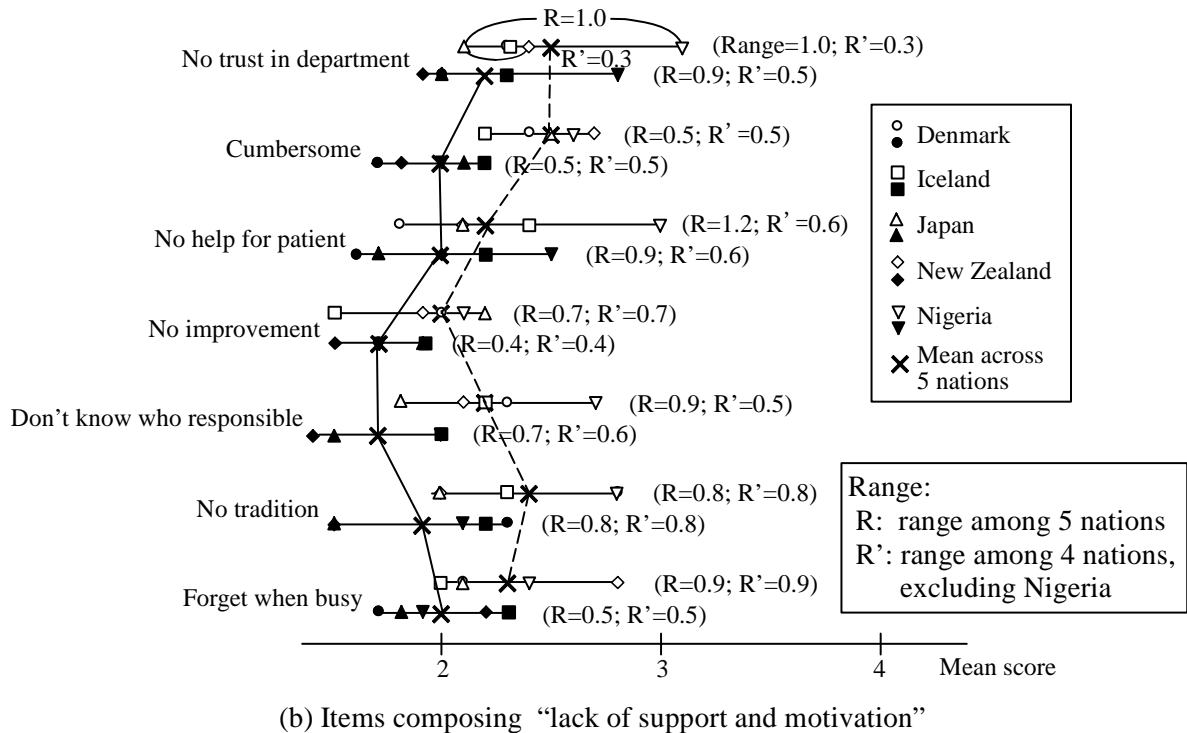 R=1.0
R’=0.3
(Range=1.0; R’=0.3)
No trust in department
(R=0.9; R’=0.5)
(R=0.5; R’=0.5)
Cumbersome
(R=0.5; R’=0.5)
(R=1.2; R’=0.6)
No help for patient
(R=0.9; R’=0.6)
(R=0.7; R’=0.7)
No improvement
(R=0.4; R’=0.4)
(R=0.9; R’=0.5)
Don’t know who responsible
(R=0.7; R’=0.6)
(R=0.8; R’=0.8)
No tradition
(R=0.8; R’=0.8)
(R=0.9; R’=0.9)
Forget when busy
(R=0.5; R’=0.5)
2 3 4 Mean score
Denmark
Iceland
Japan
New Zealand
Nigeria
Mean across
5 nations
Range:
R: range among 5 nations
R’: range among 4 nations,
excluding Nigeria
(b) Items composing “lack of support and motivation”